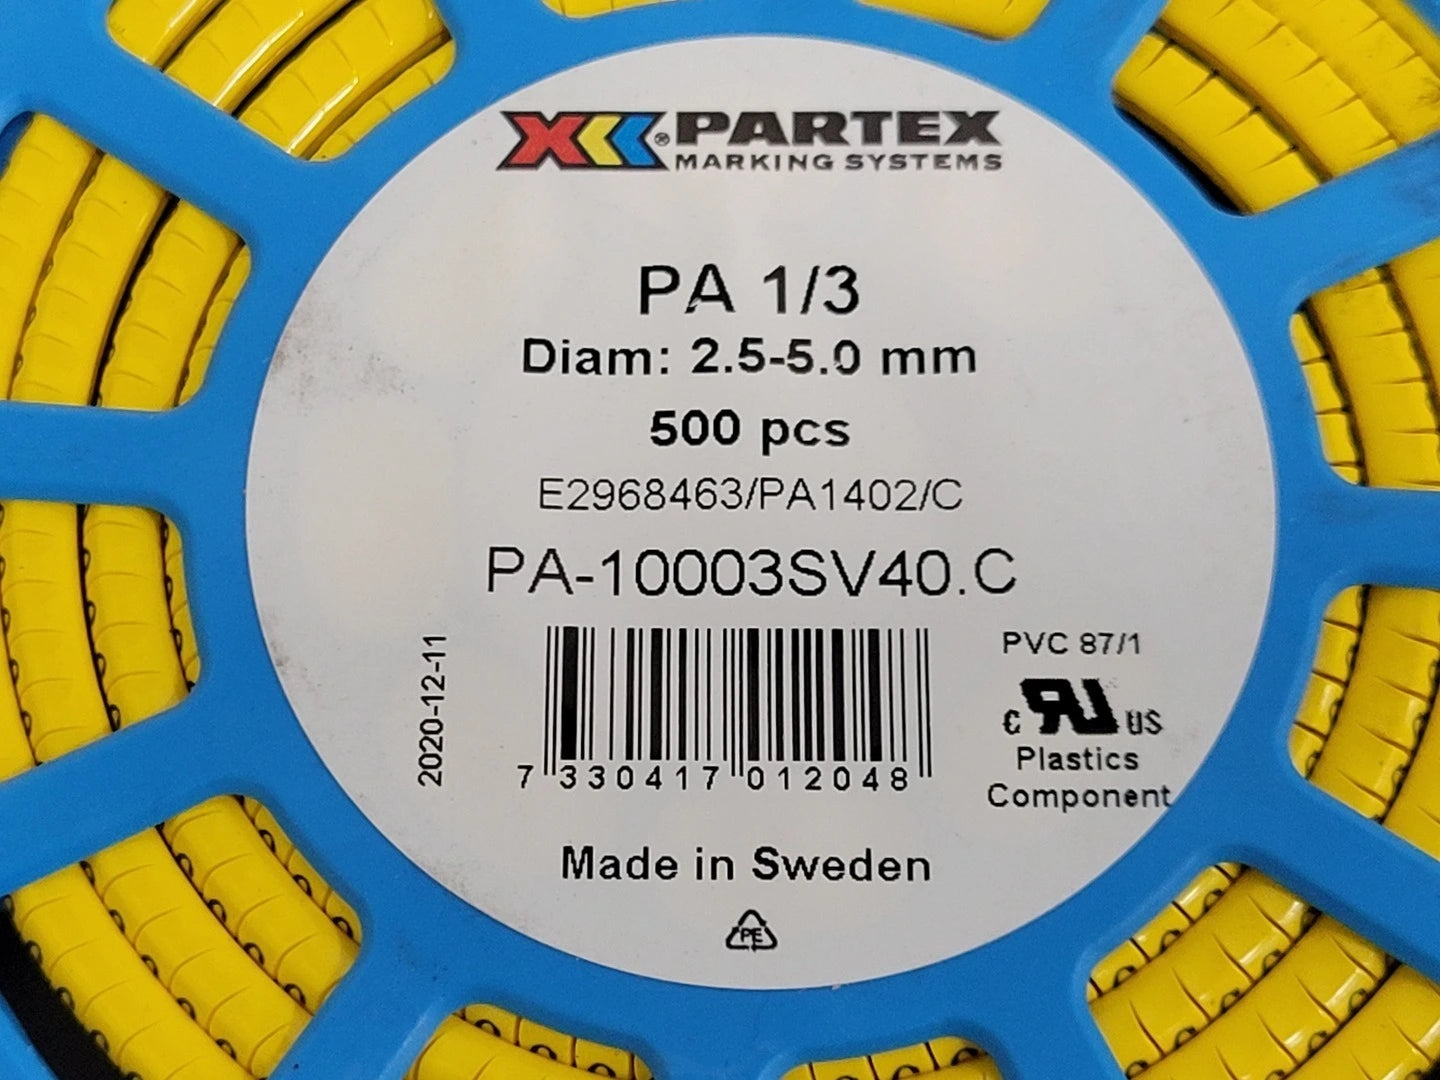 PARTEX
MARKING SYSTEMS
PA 1/3
Diam: 2.5-5.0 mm
500 pcs
E2968463/PA1402/C
PA-10003SV40.C
2020-12-11
7 330417 012048
PVC 87/1
c RU US
Plastics
Component
Made in Sweden
PE